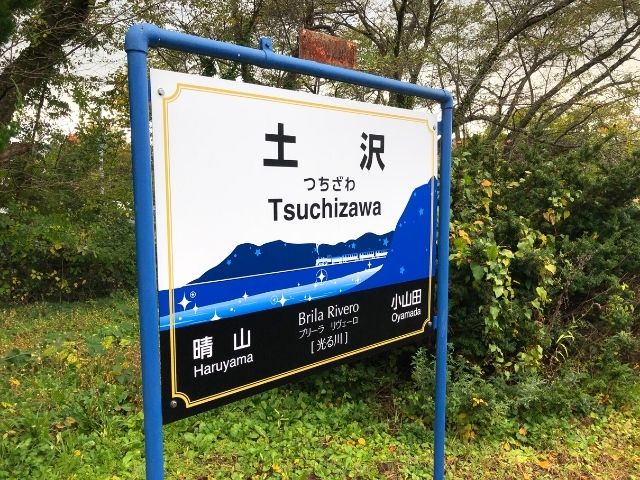 土沢
つちざわ
Tsuchizawa
Brila Rivero
ブリーラ リヴェーロ
[光る川]
晴山
Haruyama
小山田
Oyamada